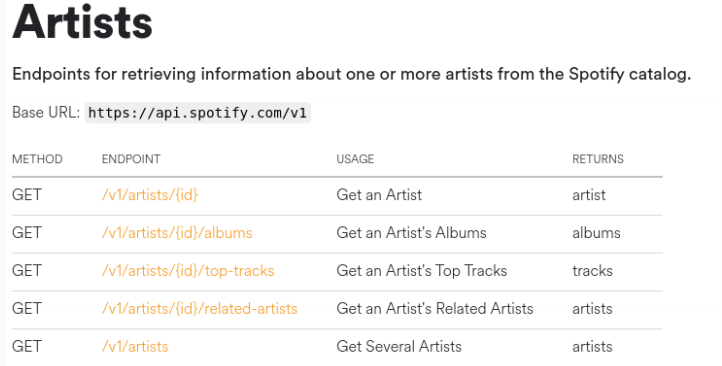 Artists
Endpoints for retrieving information about one or more artists from the Spotify catalog.
Base URL: https://api.spotify.com/v1
METHOD ENDPOINT USAGE RETURNS
GET /v1/artists/{id} Get an Artist artist
GET /v1/artists/{id}/albums Get an Artist's Albums albums
GET /v1/artists/{id}/top-tracks Get an Artist's Top Tracks tracks
GET /v1/artists/{id}/related-artists Get an Artist's Related Artists artists
GET /v1/artists Get Several Artists artists